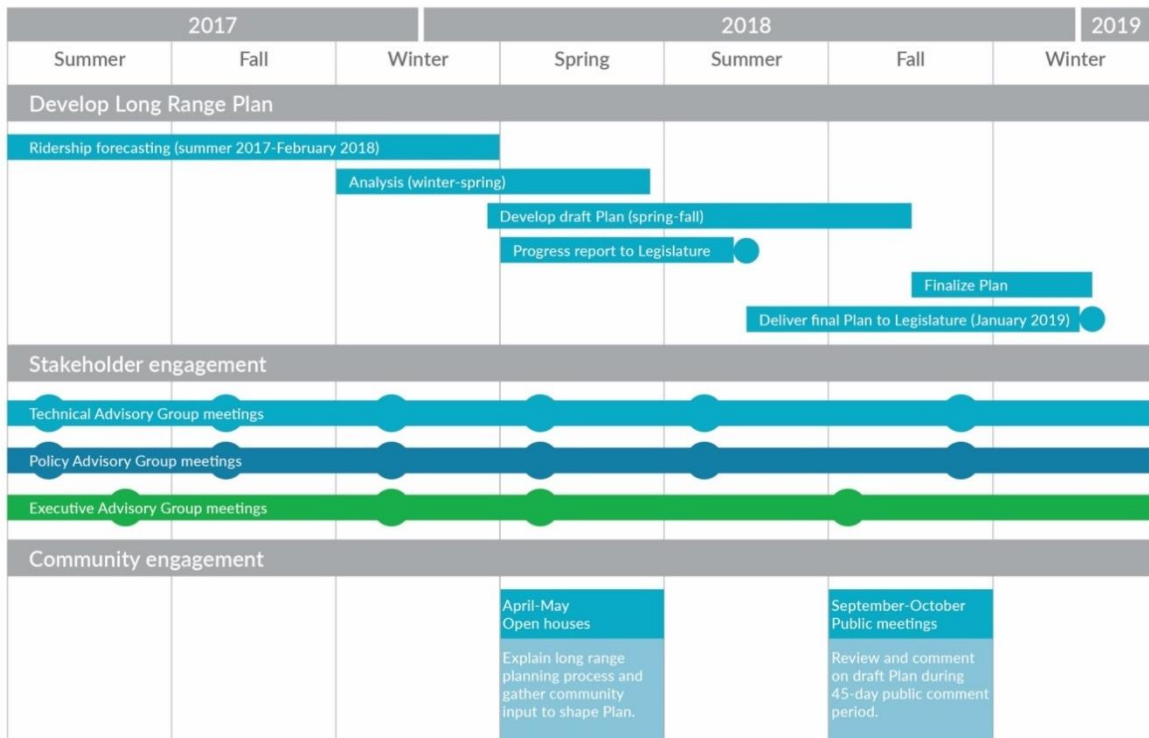 2017 2018 2019
Summer Fall Winter Spring Summer Fall Winter
Develop Long Range Plan
Ridership forecasting (summer 2017-February 2018)
Analysis (winter-spring)
Develop draft Plan (spring-fall)
Progress report to Legislature
Finalize Plan
Deliver final Plan to Legislature (January 2019)
Stakeholder engagement
Technical Advisory Group meetings
Policy Advisory Group meetings
Executive Advisory Group meetings
Community engagement
April-May
Open houses
Explain long range
planning process and
gather community
input to shape Plan.
September-October
Public meetings
Review and comment
on draft Plan during
45-day public comment
period.